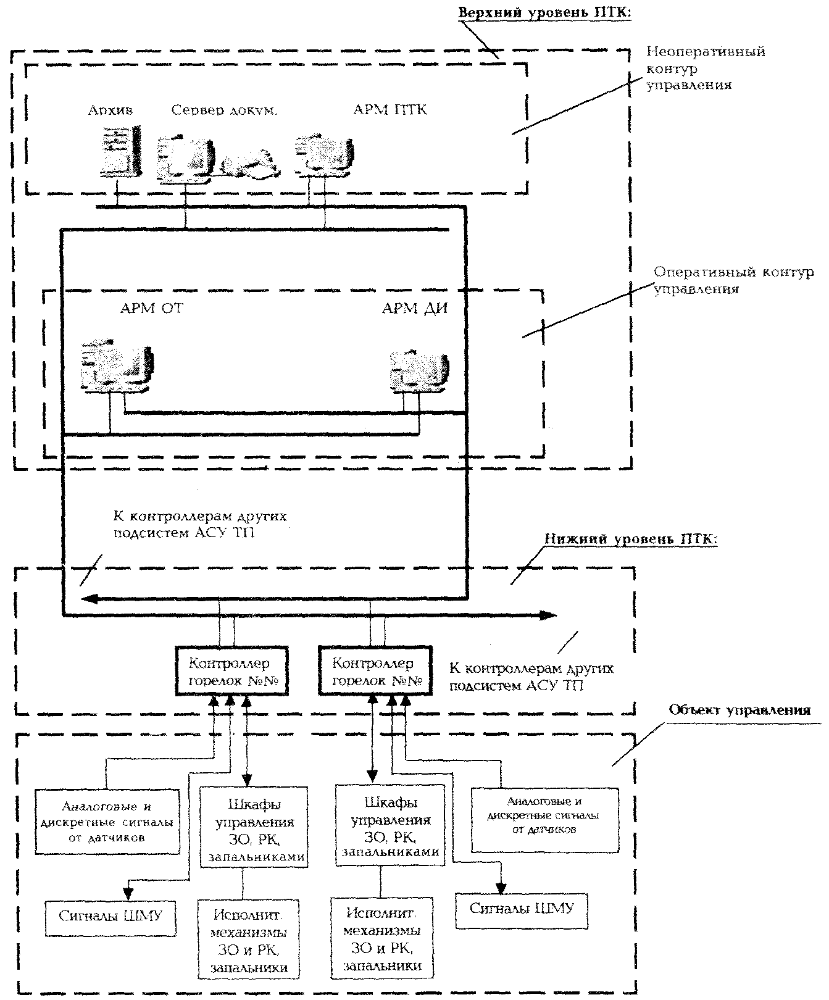 Верхний уровень ПТК:
Неоперативный
контур
управления
Архив
Сервер докум.
АРМ ПТК
Оперативный контур
управления
АРМ ОТ
АРМ ДИ
К контроллерам других
подсистем АСУ ТП
Нижний уровень ПТК:
Контроллер
горелок №№
Контроллер
горелок №№
К контроллерам других
подсистем АСУ ТП
Объект управления
Аналоговые и
дискретные сигналы
от датчиков
Шкафы
управления
ЗО, РК,
запальниками
Шкафы
управления
ЗО, РК,
запальниками
Аналоговые и
дискретные сигналы
от датчиков
Сигналы ШМУ
Исполнит.
механизмы
ЗО и РК,
запальники
Исполнит.
механизмы
ЗО и РК,
запальники
Сигналы ШМУ